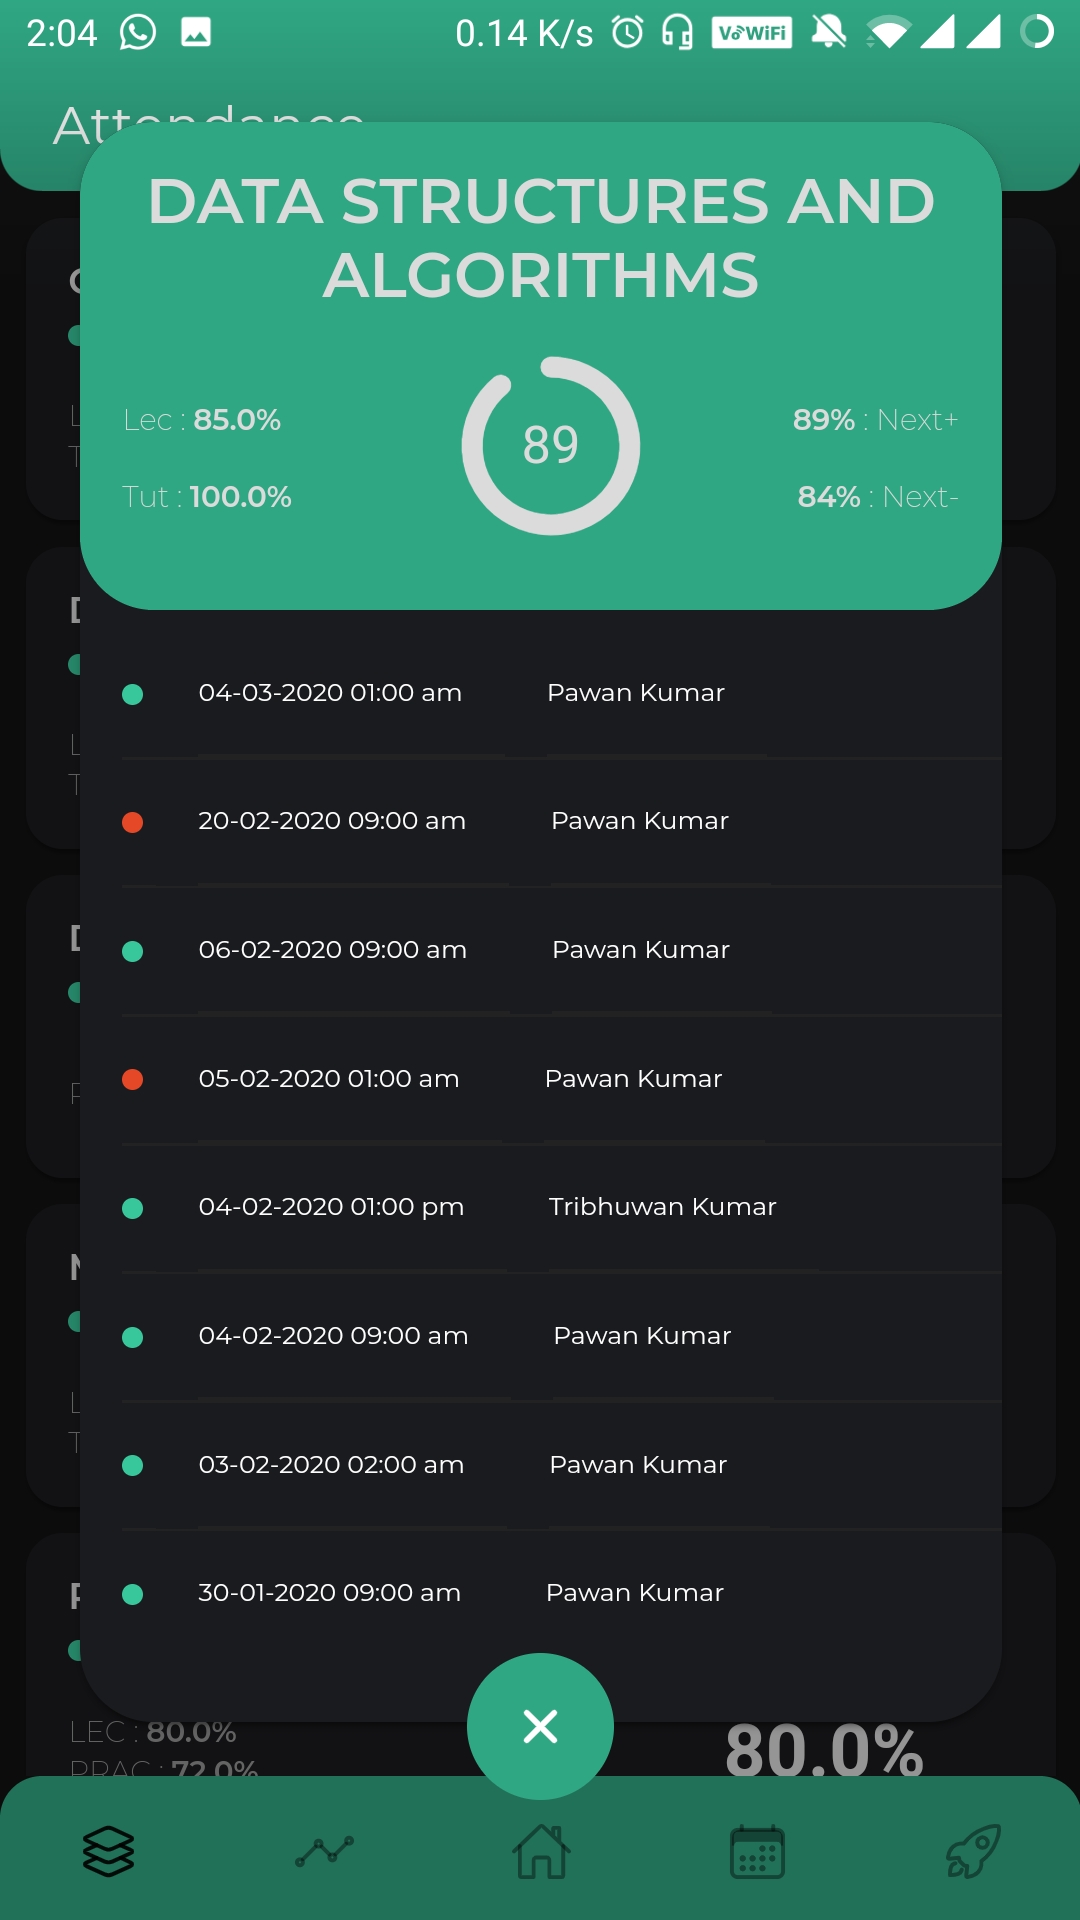 2:04 0.14 K/s VoWiFi
Attendance
DATA STRUCTURES AND
ALGORITHMS
Lec : 85.0% 89 89% : Next+
Tut : 100.0% 84% : Next-
04-03-2020 01:00 am Pawan Kumar
20-02-2020 09:00 am Pawan Kumar
06-02-2020 09:00 am Pawan Kumar
05-02-2020 01:00 am Pawan Kumar
04-02-2020 01:00 pm Tribhuwan Kumar
04-02-2020 09:00 am Pawan Kumar
03-02-2020 02:00 am Pawan Kumar
30-01-2020 09:00 am Pawan Kumar
LEC : 80.0% 80.0%
PRAC : 72.0%